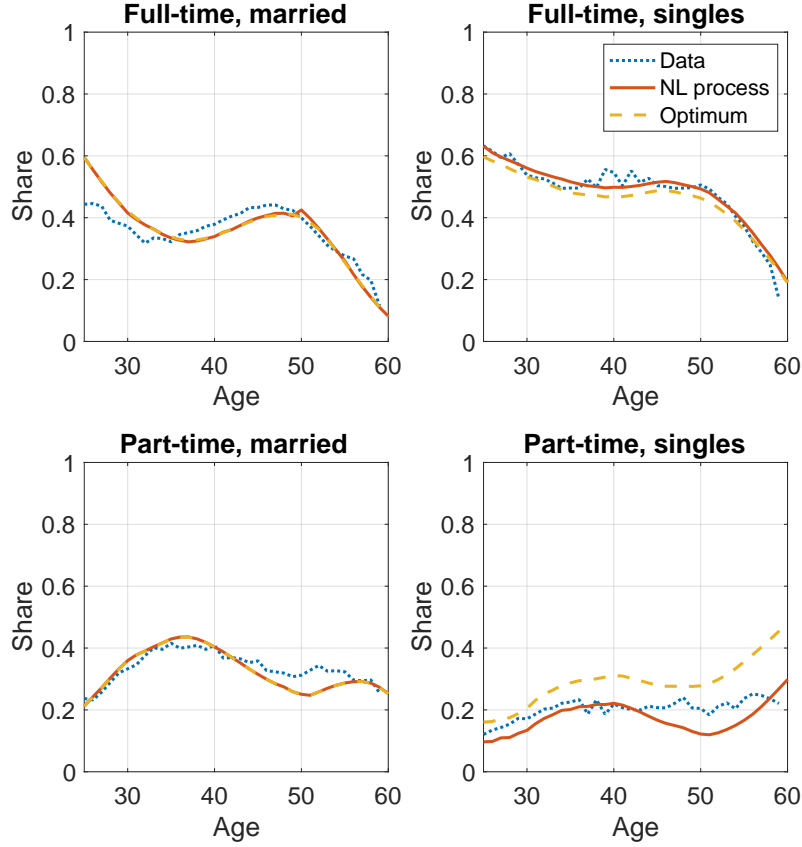 Full-time, married
1
0.8
0.6
0.4
0.2
0
Share
30 40 50 60
Age
Full-time, singles
Data
NL process
Optimum
1
0.8
0.6
0.4
0.2
0
Share
30 40 50 60
Age
Part-time, married
1
0.8
0.6
0.4
0.2
0
Share
30 40 50 60
Age
Part-time, singles
1
0.8
0.6
0.4
0.2
0
Share
30 40 50 60
Age